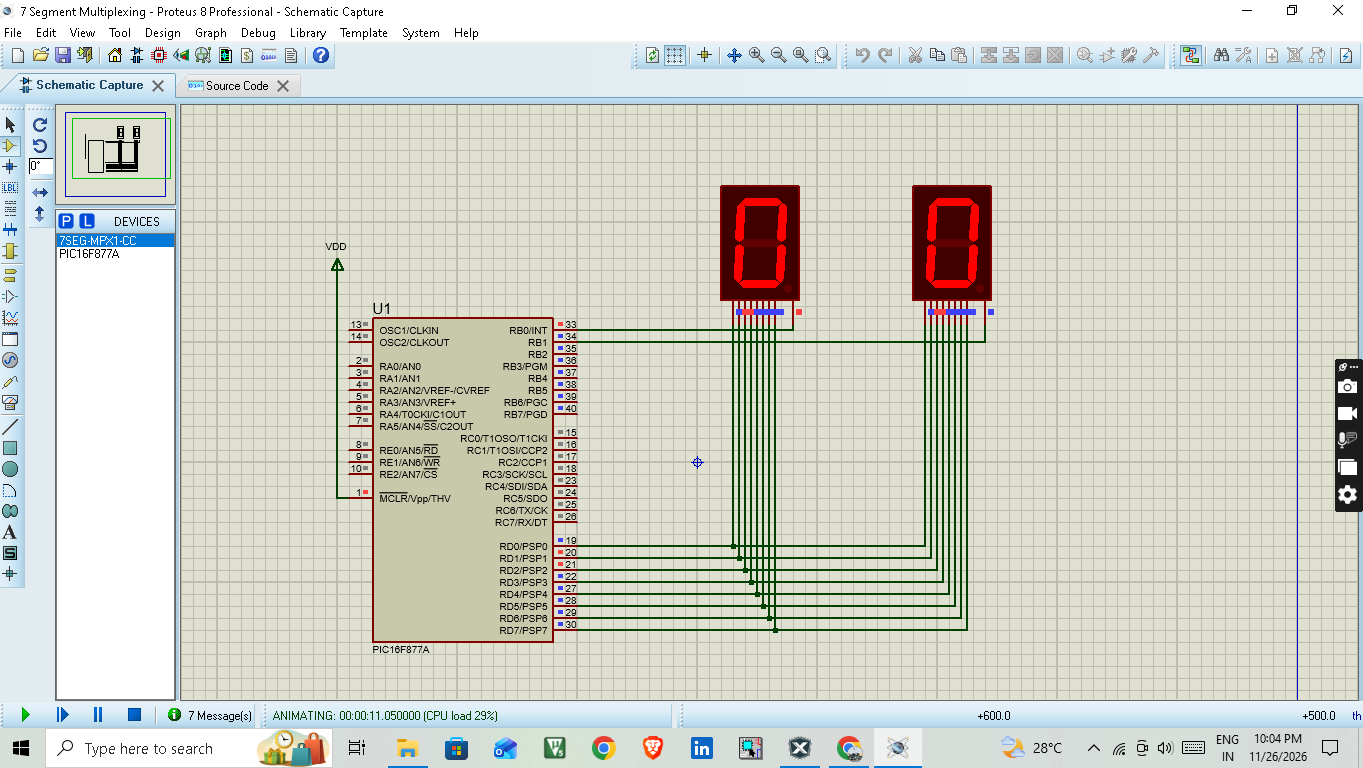 7 Segment Multiplexing - Proteus 8 Professional - Schematic Capture
File Edit View Tool Design Graph Debug Library Template System Help
Schematic Capture
Source Code
0°
LBL
P L DEVICES
7SEG-MPX1-CC
PIC16F877A
A
VDD
U1
13 OSC1/CLKIN RB0/INT 33
14 OSC2/CLKOUT RB1 34
RB2 35
2 RA0/AN0 RB3/PGM 36
3 RA1/AN1 RB4 37
4 RA2/AN2/VREF-/CVREF RB5 38
5 RA3/AN3/VREF+ RB6/PGC 39
6 RA4/T0CKI/C1OUT RB7/PGD 40
7 RA5/AN4/SS/C2OUT
RC0/T1OSO/T1CKI 15
8 RE0/AN5/RD RC1/T1OSI/CCP2 16
9 RE1/AN6/WR RC2/CCP1 17
10 RE2/AN7/CS RC3/SCK/SCL 18
RC4/SDI/SDA 23
1 MCLR/Vpp/THV RC5/SDO 24
RC6/TX/CK 25
RC7/RX/DT 26
RD0/PSP0 19
RD1/PSP1 20
RD2/PSP2 21
RD3/PSP3 22
RD4/PSP4 27
RD5/PSP5 28
RD6/PSP6 29
RD7/PSP7 30
PIC16F877A
0 0
7 Message(s) ANIMATING: 00:00:11.050000 (CPU load 29%) +600.0 +500.0 th
Type here to search
28°C
ENG
IN
10:04 PM
11/26/2026